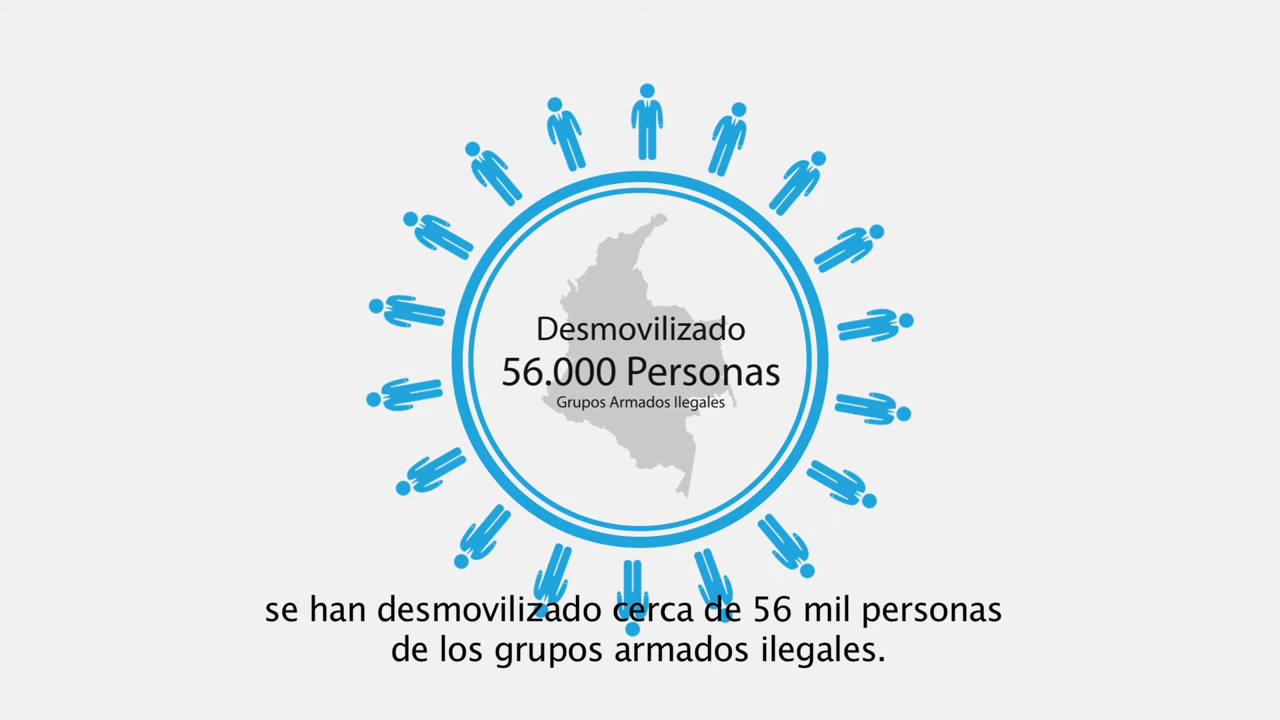 Desmovilizado
56.000 Personas
Grupos Armados Ilegales
se han desmovilizado cerca de 56 mil personas
de los grupos armados ilegales.